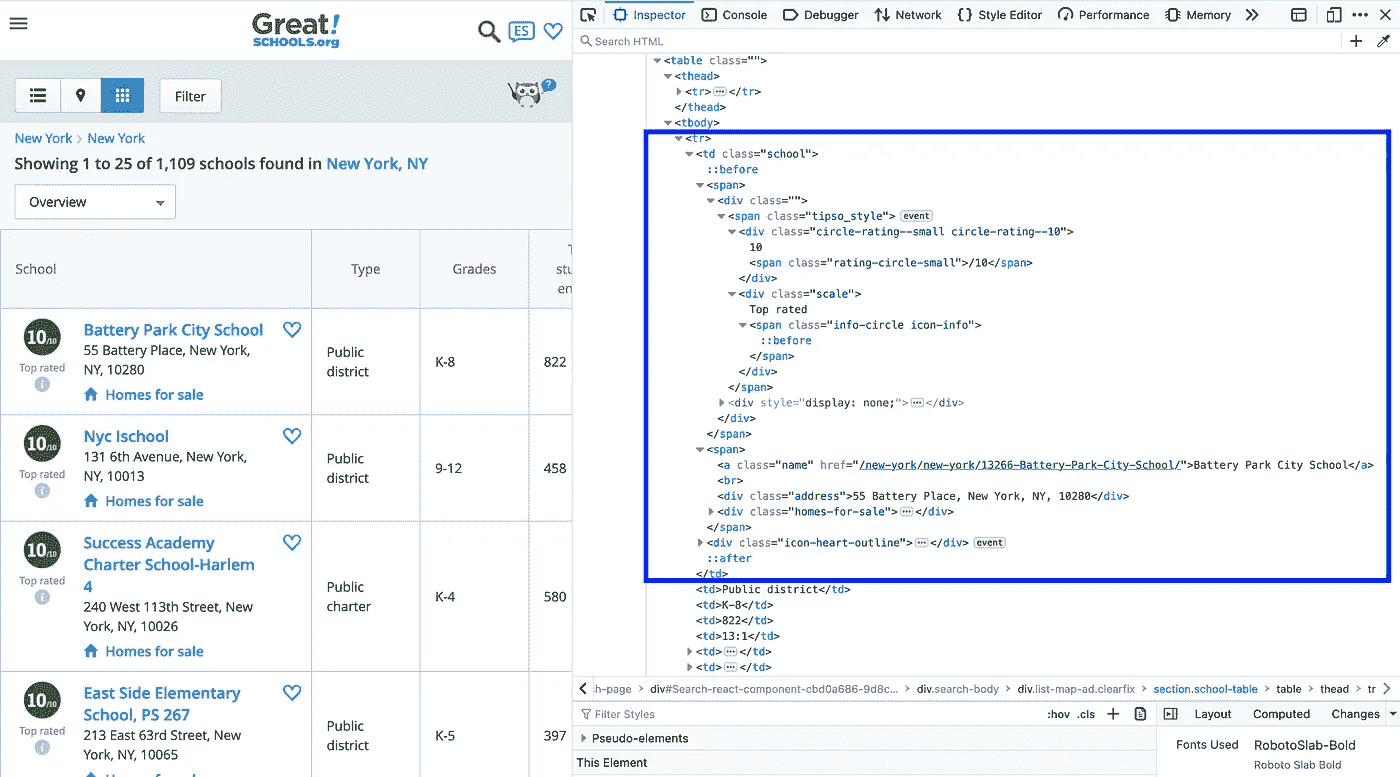 Great!
SCHOOLS.org
ES
Filter
?
New York > New York
Showing 1 to 25 of 1,109 schools found in New York, NY
Overview
School
Type
Grades
10/10
Top rated
i
Battery Park City School
55 Battery Place, New York,
NY, 10280
Homes for sale
Public
district
K-8
822
10/10
Top rated
i
Nyc Ischool
131 6th Avenue, New York,
NY, 10013
Homes for sale
Public
district
9-12
458
10/10
Top rated
i
Success Academy
Charter School-Harlem
4
240 West 113th Street, New
York, NY, 10026
Homes for sale
Public
charter
K-4
580
10/10
Top rated
i
East Side Elementary
School, PS 267
213 East 63rd Street, New
York, NY, 10065
Public
district
K-5
397
Inspector Console Debugger Network {} Style Editor Performance Memory
Search HTML
<table class="">
<thead>
<tr>…</tr>
</thead>
<tbody>
<tr>
<td class="school">
::before
<span>
<div class="">
<span class="tipso_style"> event
<div class="circle-rating--small circle-rating--10">
10
<span class="rating-circle-small">/10</span>
</div>
<div class="scale">
Top rated
<span class="info-circle icon-info">
::before
</span>
</div>
</span>
<div style="display: none;">…</div>
</div>
</span>
<span>
<a class="name" href="/new-york/new-york/13266-Battery-Park-City-School/">Battery Park City School</a>
<br>
<div class="address">55 Battery Place, New York, NY, 10280</div>
<div class="homes-for-sale">…</div>
</span>
<div class="icon-heart-outline">…</div> event
::after
</td>
<td>Public district</td>
<td>K-8</td>
<td>822</td>
<td>13:1</td>
<td>…</td>
<td>…</td>
h-page > div#Search-react-component-cbd0a686-9d8c… > div.search-body > div.list-map-ad.clearfix > section.school-table > table > thead > tr
Filter Styles :hov .cls + Layout Computed Changes
Pseudo-elements
This Element
Fonts Used RobotoSlab-Bold
Roboto Slab Bold